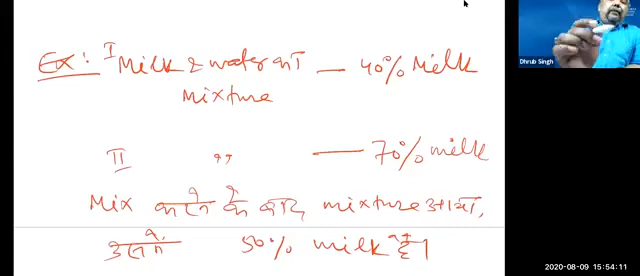 Dhrub Singh
Ex: I Milk & water का — 40% Milk
Mixture
II ,, — 70% milk
Mix करने के बाद, mixture आया,
उसमें 50% milk है।
2020-08-09 15:54:11